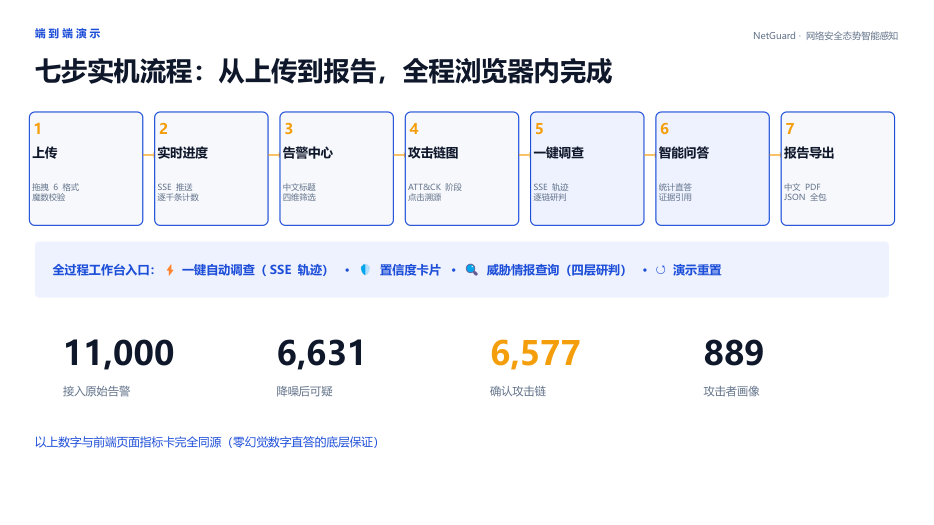 端到端演示
NetGuard · 网络安全态势智能感知
七步实机流程：从上传到报告，全程浏览器内完成
1
上传
拖拽 6 格式
魔数校验
2
实时进度
SSE 推送
逐千条计数
3
告警中心
中文标题
四维筛选
4
攻击链图
ATT&CK 阶段
点击溯源
5
一键调查
SSE 轨迹
逐链研判
6
智能问答
统计直答
证据引用
7
报告导出
中文 PDF
JSON 全包
全过程工作台入口： ⚡ 一键自动调查（ SSE 轨迹） • 🛡 置信度卡片 • 🔍 威胁情报查询（四层研判） • 演示重置
11,000
接入原始告警
6,631
降噪后可疑
6,577
确认攻击链
889
攻击者画像
以上数字与前端页面指标卡完全同源（零幻觉数字直答的底层保证）